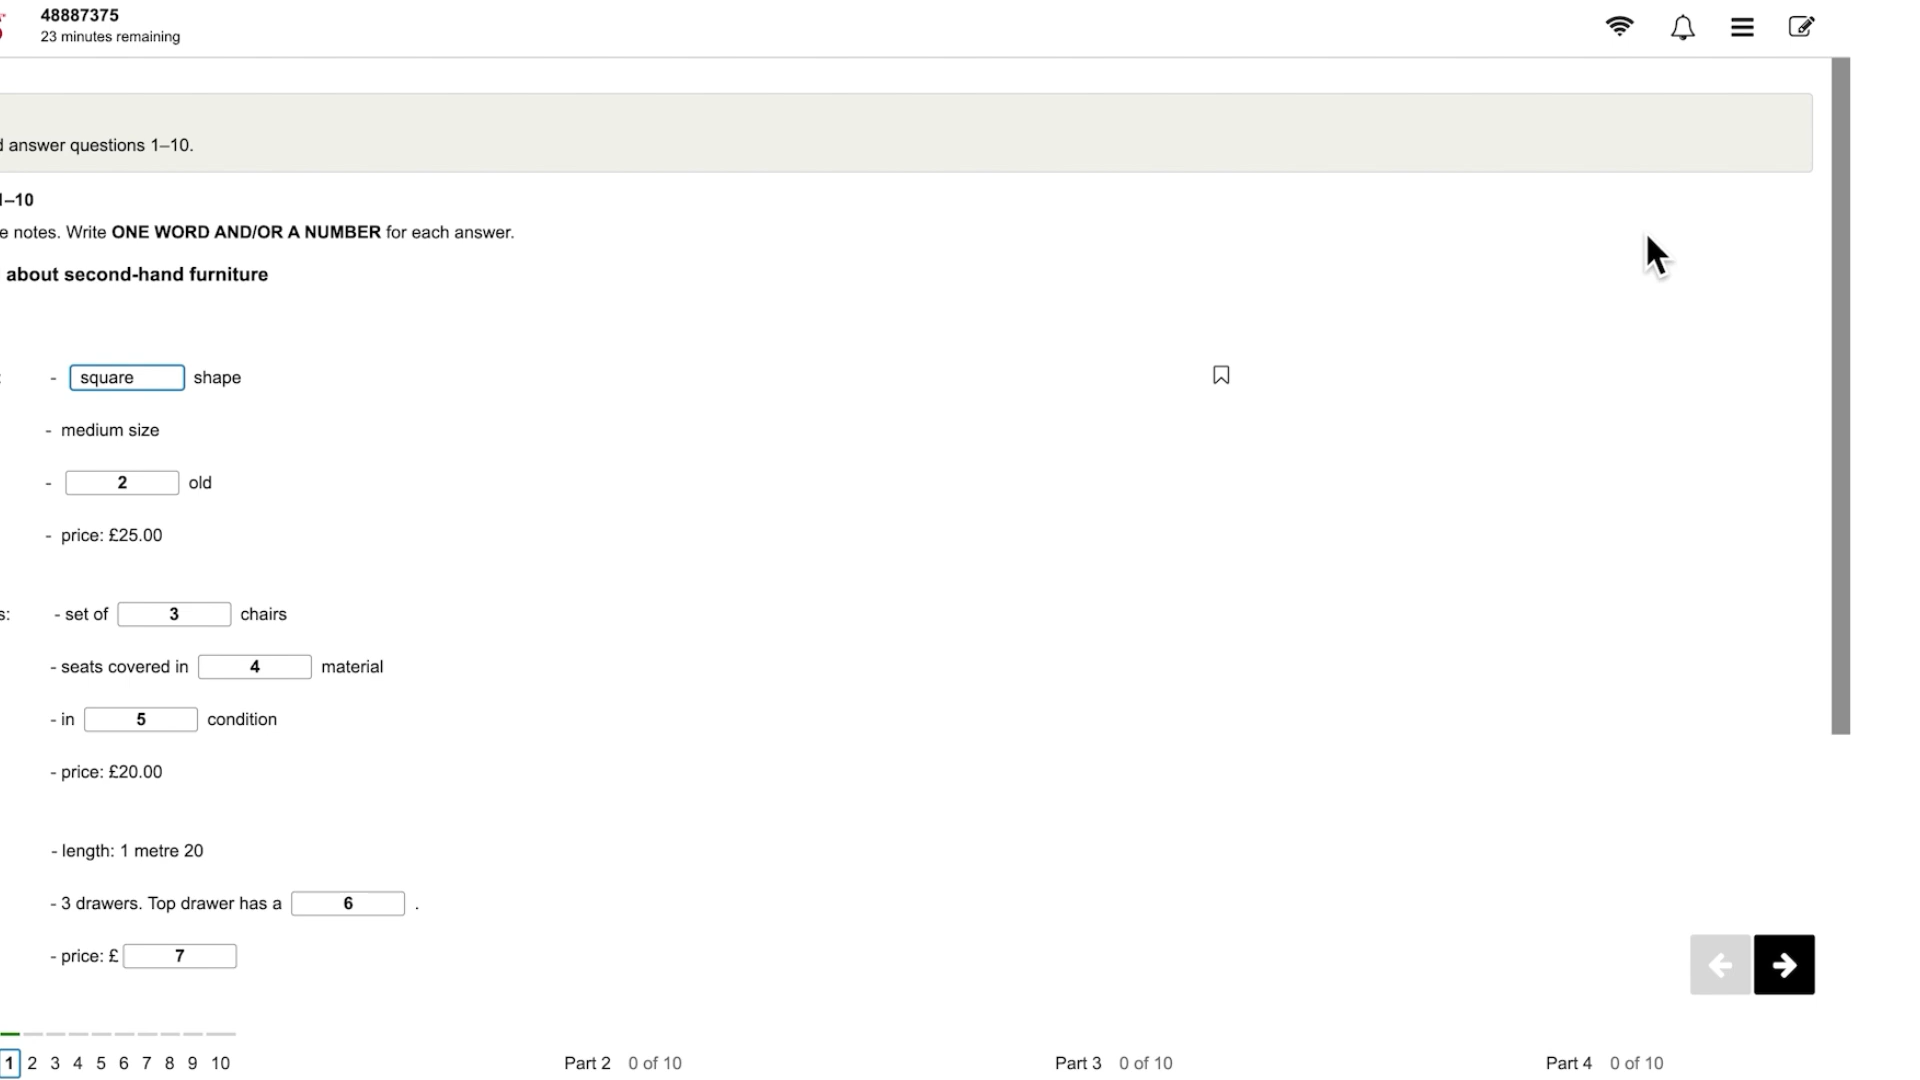 48887375
23 minutes remaining
answer questions 1–10.
1–10
notes. Write ONE WORD AND/OR A NUMBER for each answer.
about second-hand furniture
- square shape
- medium size
- 2 old
- price: £25.00
- set of 3 chairs
- seats covered in 4 material
- in 5 condition
- price: £20.00
- length: 1 metre 20
- 3 drawers. Top drawer has a 6 .
- price: £ 7
1 2 3 4 5 6 7 8 9 10 Part 2 0 of 10 Part 3 0 of 10 Part 4 0 of 10